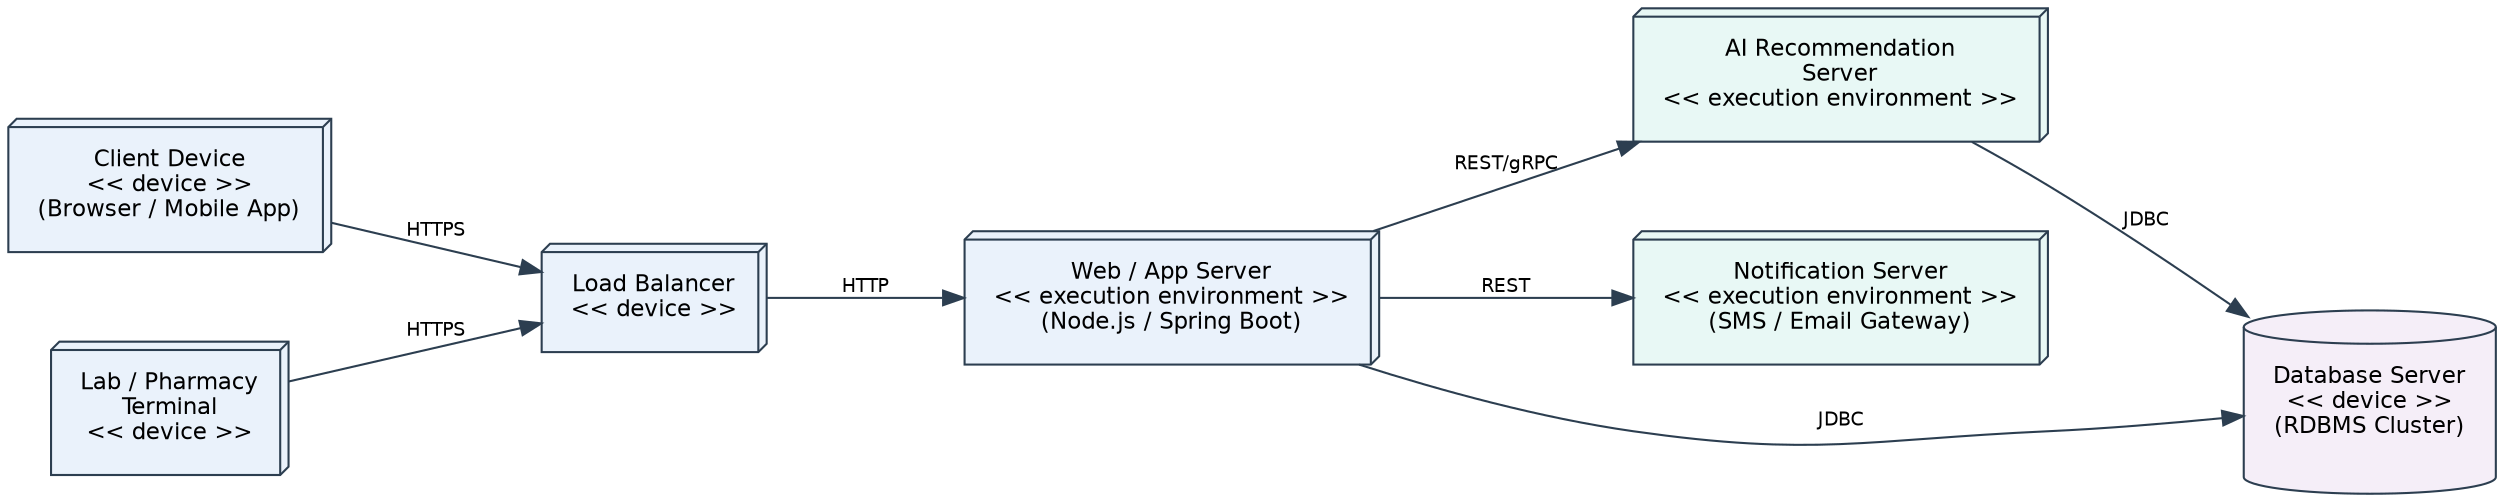 Client Device
<< device >>
(Browser / Mobile App)
HTTPS
Lab / Pharmacy
Terminal
<< device >>
HTTPS
Load Balancer
<< device >>
HTTP
Web / App Server
<< execution environment >>
(Node.js / Spring Boot)
REST/gRPC
REST
JDBC
AI Recommendation
Server
<< execution environment >>
Notification Server
<< execution environment >>
(SMS / Email Gateway)
JDBC
Database Server
<< device >>
(RDBMS Cluster)